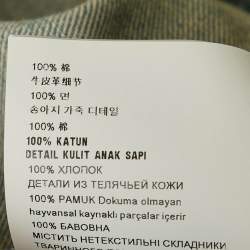 100% 棉
牛皮革细节
100% 면
송아지 가죽 디테일
100% 棉
100% KATUN
DETAIL KULIT ANAK SAPI
100% ХЛОПОК
ДЕТАЛИ ИЗ ТЕЛЯЧЬЕЙ КОЖИ
100% PAMUK Dokuma olmayan
hayvansal kaynaklı parçalar içerir
100% БАВОВНА
МІСТИТЬ НЕТЕКСТИЛЬНІ СКЛАДНИКИ
ТВАРИННОГО